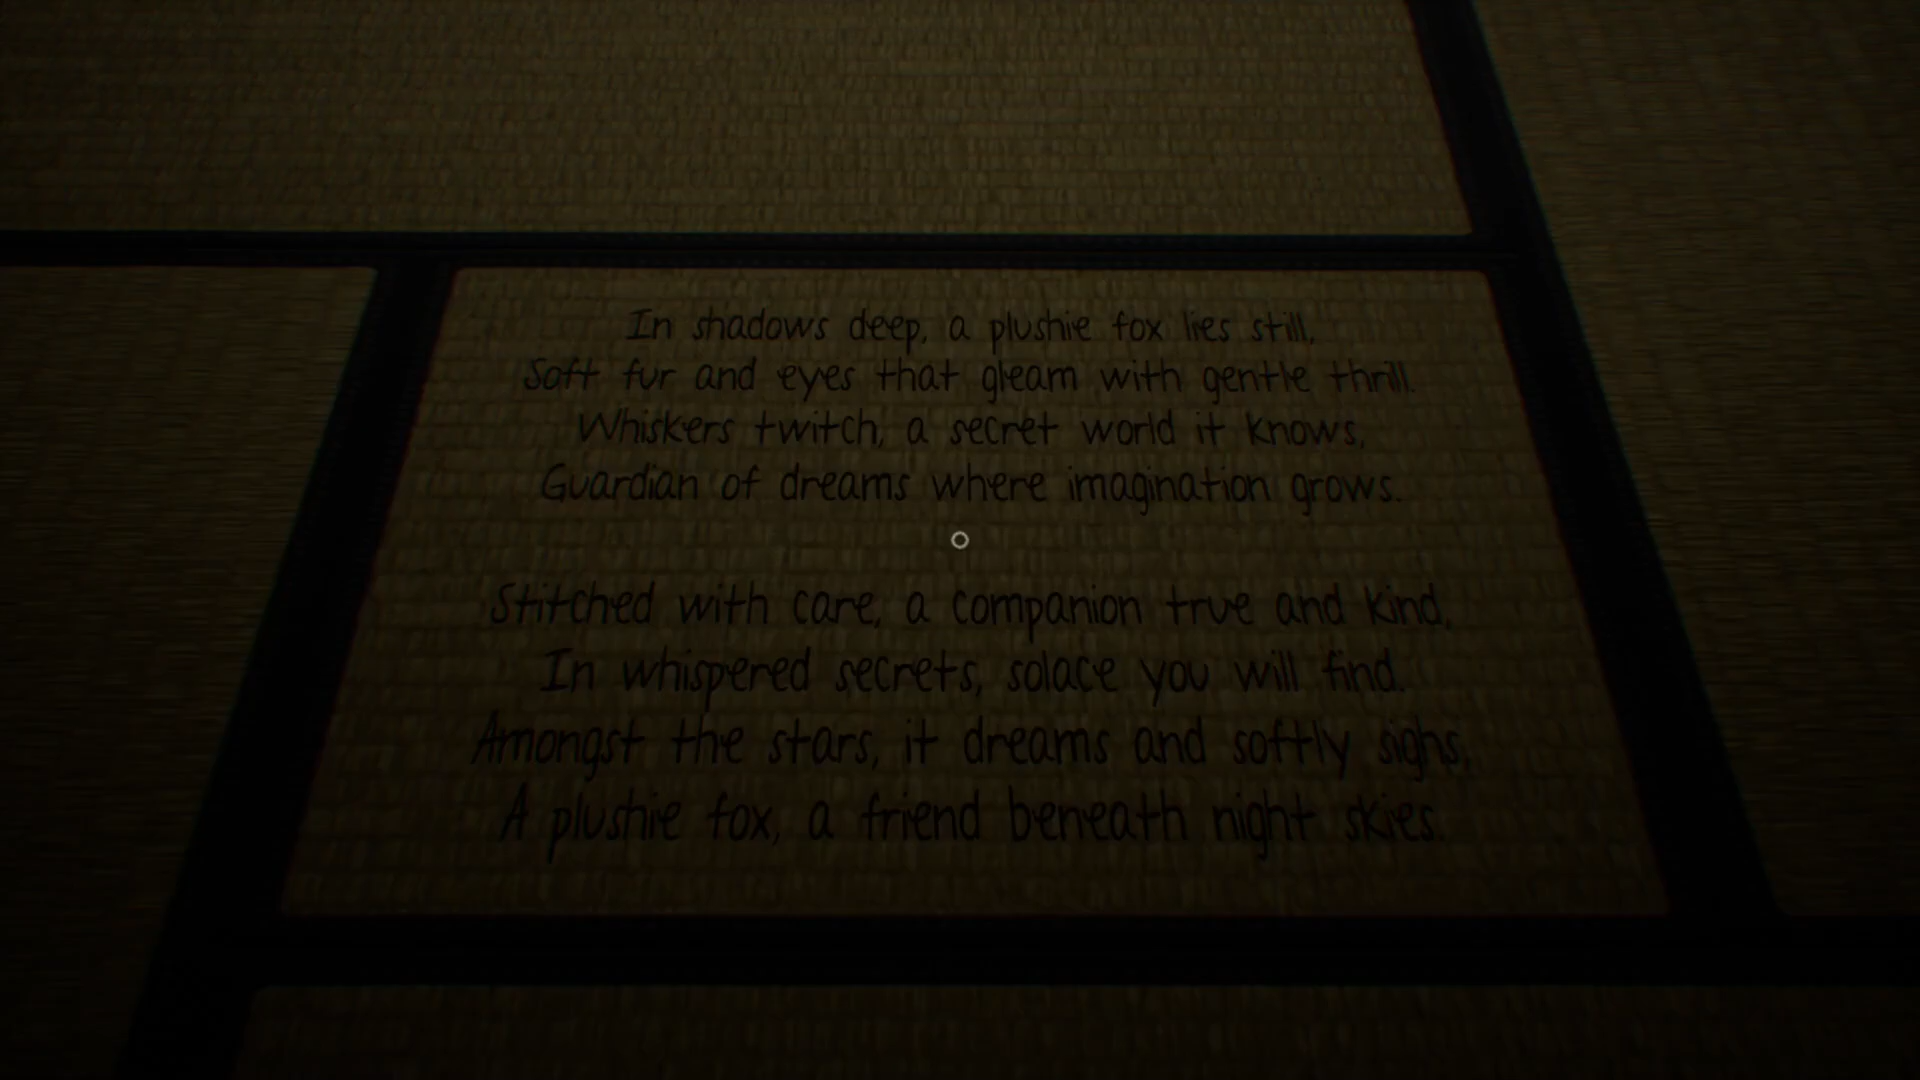 In shadows deep, a plushie fox lies still,
Soft fur and eyes that gleam with gentle thrill.
Whiskers twitch, a secret world it knows,
Guardian of dreams where imagination grows.
Stitched with care, a companion true and kind,
In whispered secrets, solace you will find.
Amongst the stars, it dreams and softly sighs,
A plushie fox, a friend beneath night skies.